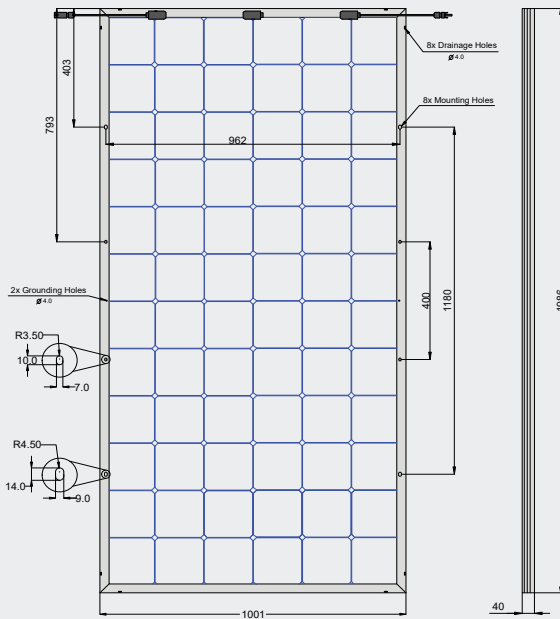 8x Drainage Holes
Ø4.0
403
8x Mounting Holes
793
962
2x Grounding Holes
Ø4.0
400
1180
1986
R3.50
10.0
7.0
R4.50
14.0
9.0
40
1001